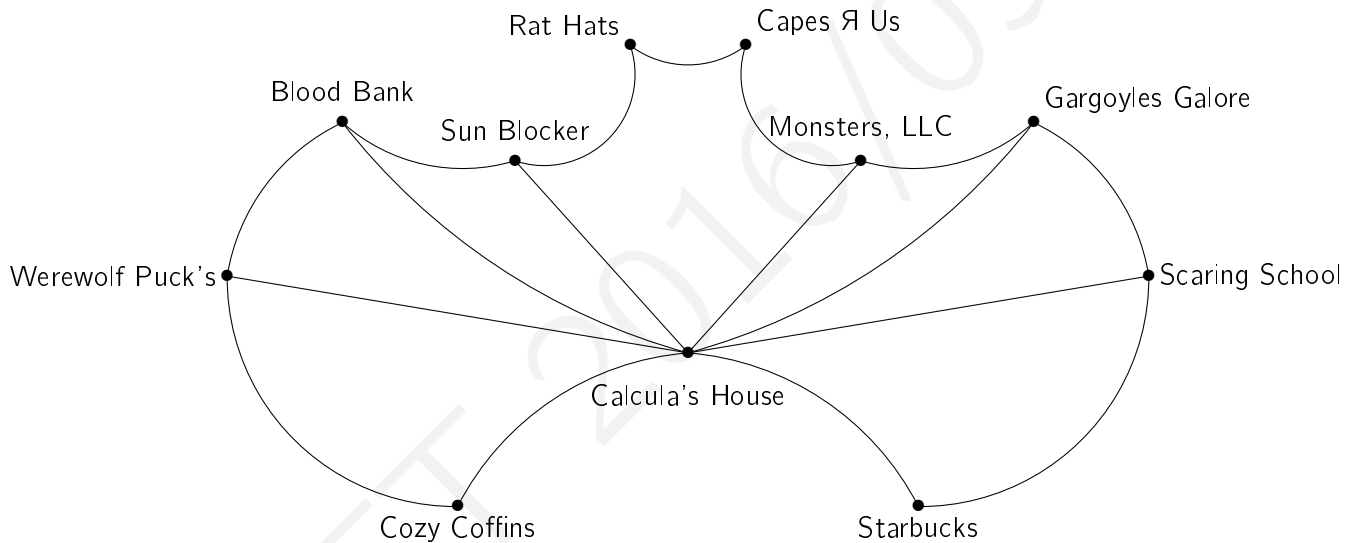 Rat Hats
Capes Я Us
Blood Bank
Gargoyles Galore
Sun Blocker
Monsters, LLC
Werewolf Puck's
Scaring School
Calcula's House
Cozy Coffins
Starbucks